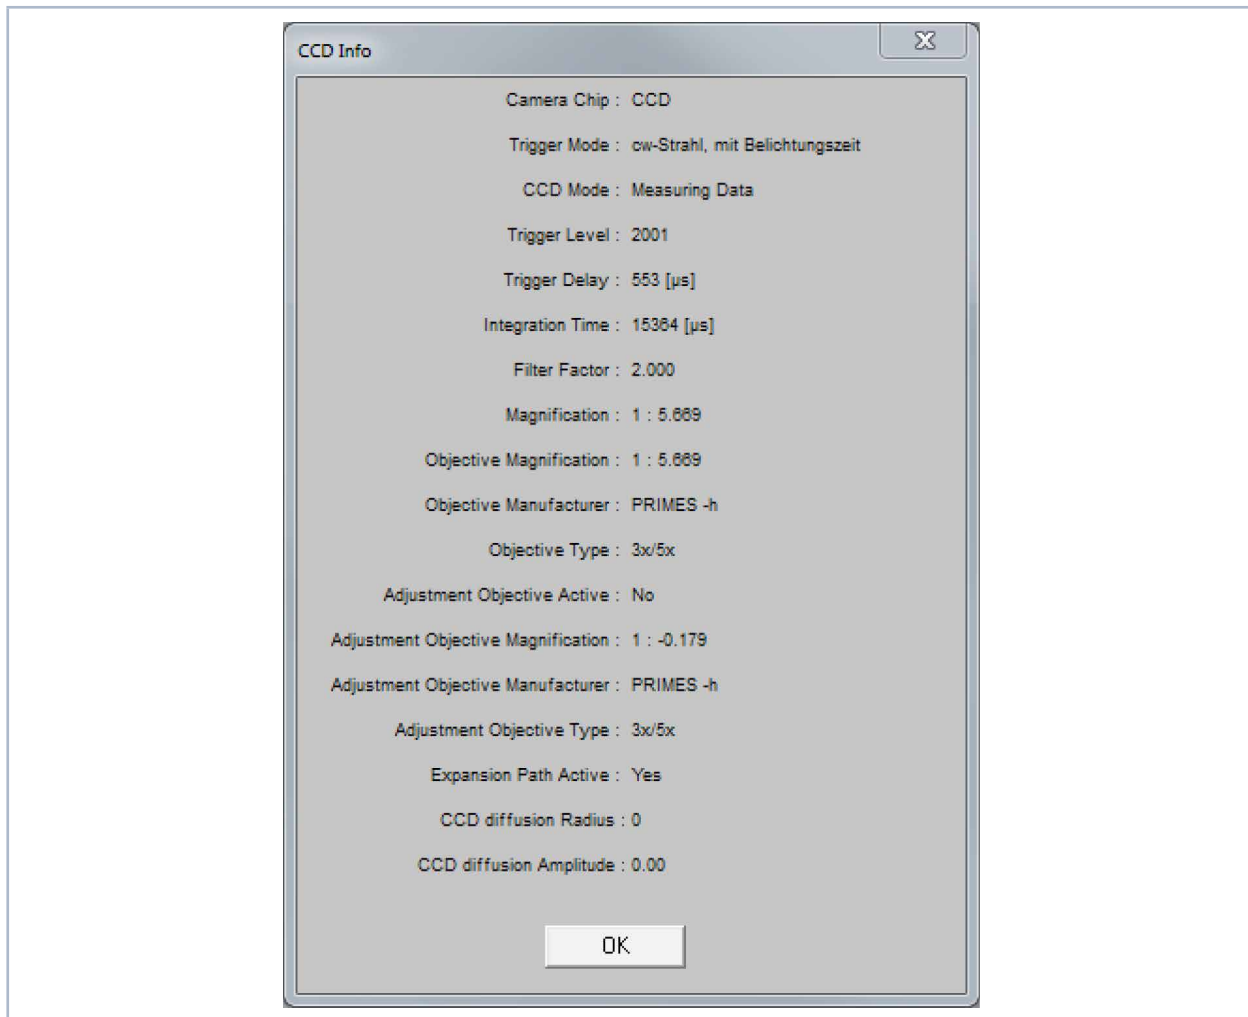 CCD Info
Camera Chip : CCD
Trigger Mode : cw-Strahl, mit Belichtungszeit
CCD Mode : Measuring Data
Trigger Level : 2001
Trigger Delay : 553 [µs]
Integration Time : 15364 [µs]
Filter Factor : 2.000
Magnification : 1 : 5.669
Objective Magnification : 1 : 5.669
Objective Manufacturer : PRIMES -h
Objective Type : 3x/5x
Adjustment Objective Active : No
Adjustment Objective Magnification : 1 : -0.179
Adjustment Objective Manufacturer : PRIMES -h
Adjustment Objective Type : 3x/5x
Expansion Path Active : Yes
CCD diffusion Radius : 0
CCD diffusion Amplitude : 0.00
OK